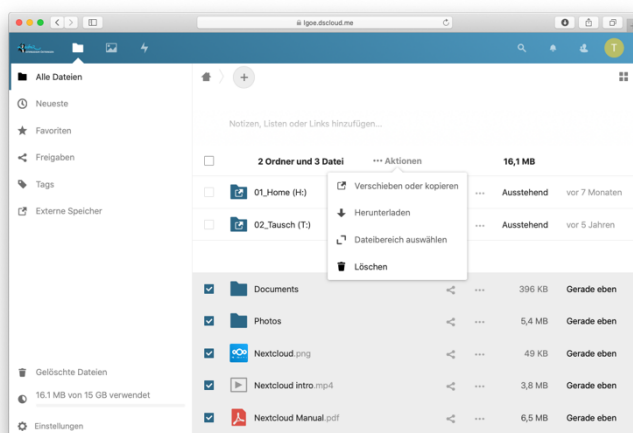 lgos.dscloud.me
T
Alle Dateien
Neueste
Favoriten
Freigaben
Tags
Externe Speicher
Notizen, Listen oder Links hinzufügen...
2 Ordner und 3 Datei ••• Aktionen 16,1 MB
01_Home (H:) ••• Ausstehend vor 7 Monaten
02_Tausch (T:) ••• Ausstehend vor 5 Jahren
Verschieben oder kopieren
Herunterladen
Dateibereich auswählen
Löschen
Documents ••• 396 KB Gerade eben
Photos ••• 5,4 MB Gerade eben
Nextcloud.png ••• 49 KB Gerade eben
Nextcloud intro.mp4 ••• 3,8 MB Gerade eben
Nextcloud Manual.pdf ••• 6,5 MB Gerade eben
Gelöschte Dateien
16.1 MB von 15 GB verwendet
Einstellungen